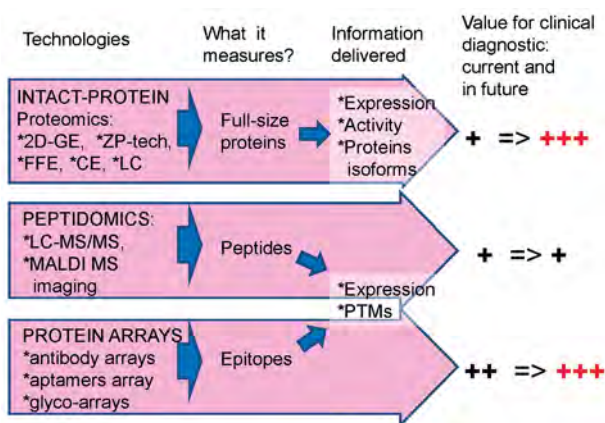 Technologies
What it
measures?
Information
delivered
Value for clinical
diagnostic:
current and
in future
INTACT-PROTEIN
Proteomics:
*2D-GE, *ZP-tech,
*FFE, *CE, *LC
Full-size
proteins
*Expression
*Activity
*Proteins
isoforms
+ => +++
PEPTIDOMICS:
*LC-MS/MS,
*MALDI MS
imaging
Peptides
+ => +
*Expression
*PTMs
PROTEIN ARRAYS
*antibody arrays
*aptamers array
*glyco-arrays
Epitopes
++ => +++